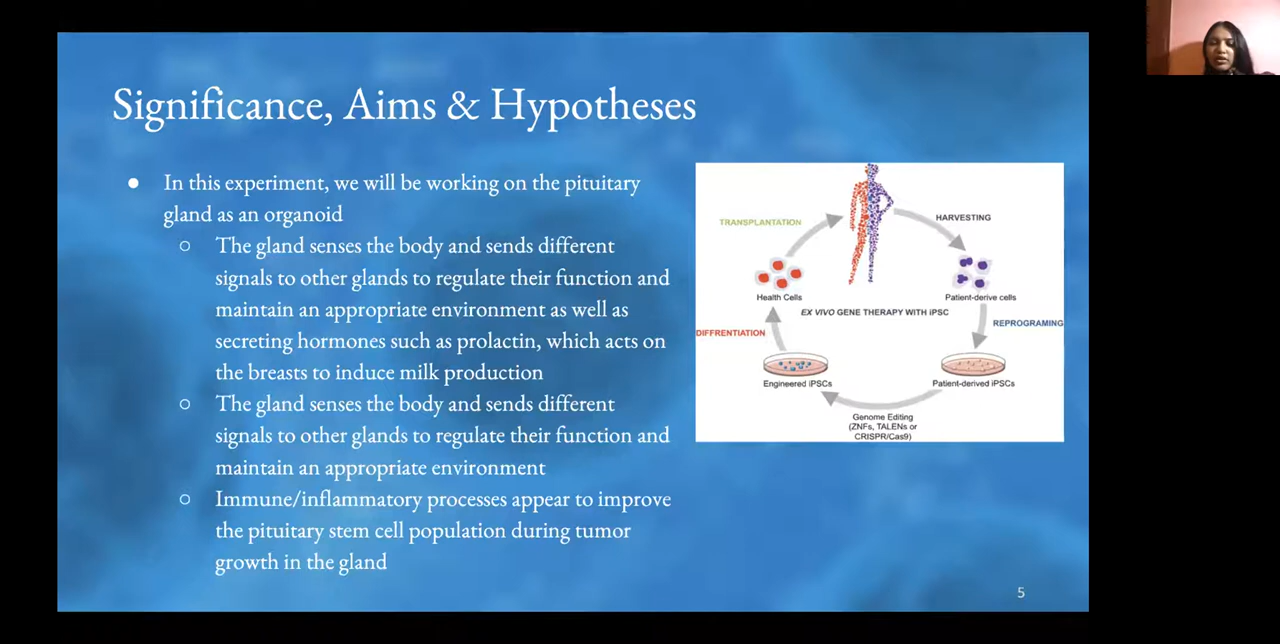 Significance, Aims & Hypotheses
● In this experiment, we will be working on the pituitary
gland as an organoid
○ The gland senses the body and sends different
signals to other glands to regulate their function and
maintain an appropriate environment as well as
secreting hormones such as prolactin, which acts on
the breasts to induce milk production
○ The gland senses the body and sends different
signals to other glands to regulate their function and
maintain an appropriate environment
○ Immune/inflammatory processes appear to improve
the pituitary stem cell population during tumor
growth in the gland
TRANSPLANTATION
HARVESTING
Health Cells
Patient-derive cells
EX VIVO GENE THERAPY WITH iPSC
DIFFRENTIATION
REPROGRAMING
Engineered iPSCs
Patient-derived iPSCs
Genome Editing
(ZNFs, TALENs or
CRISPR/Cas9)
5